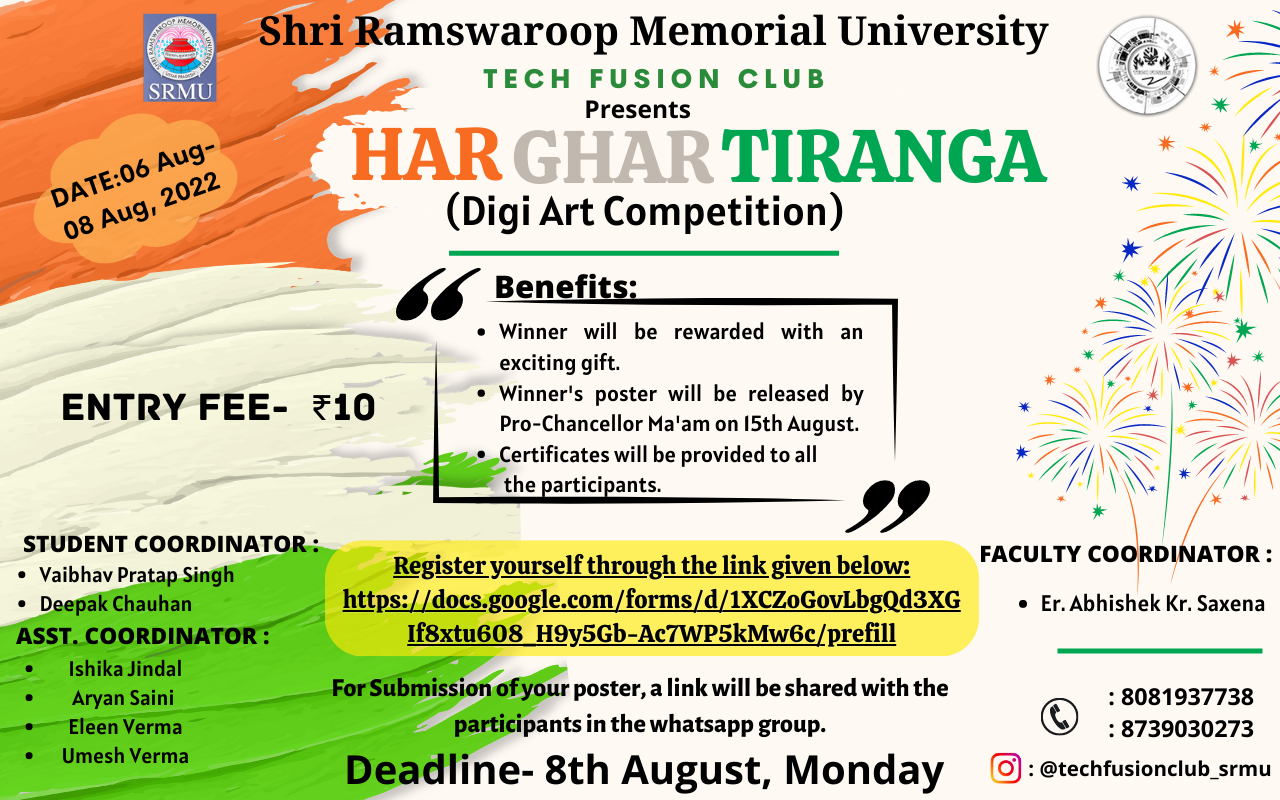 Shri Ramswaroop Memorial University
SRMU
TECH FUSION CLUB
TECH FUSION
Presents
HAR GHAR TIRANGA
(Digi Art Competition)
DATE:06 Aug-
08 Aug, 2022
Benefits:
• Winner will be rewarded with an
exciting gift.
• Winner's poster will be released by
Pro-Chancellor Ma'am on 15th August.
• Certificates will be provided to all
the participants.
ENTRY FEE- ₹10
STUDENT COORDINATOR :
• Vaibhav Pratap Singh
• Deepak Chauhan
ASST. COORDINATOR :
• Ishika Jindal
• Aryan Saini
• Eleen Verma
• Umesh Verma
Register yourself through the link given below:
https://docs.google.com/forms/d/1XCZoGovLbgQd3XG
If8xtu608_H9y5Gb-Ac7WP5kMw6c/prefill
For Submission of your poster, a link will be shared with the
participants in the whatsapp group.
Deadline- 8th August, Monday
FACULTY COORDINATOR :
• Er. Abhishek Kr. Saxena
: 8081937738
: 8739030273
: @techfusionclub_srmu